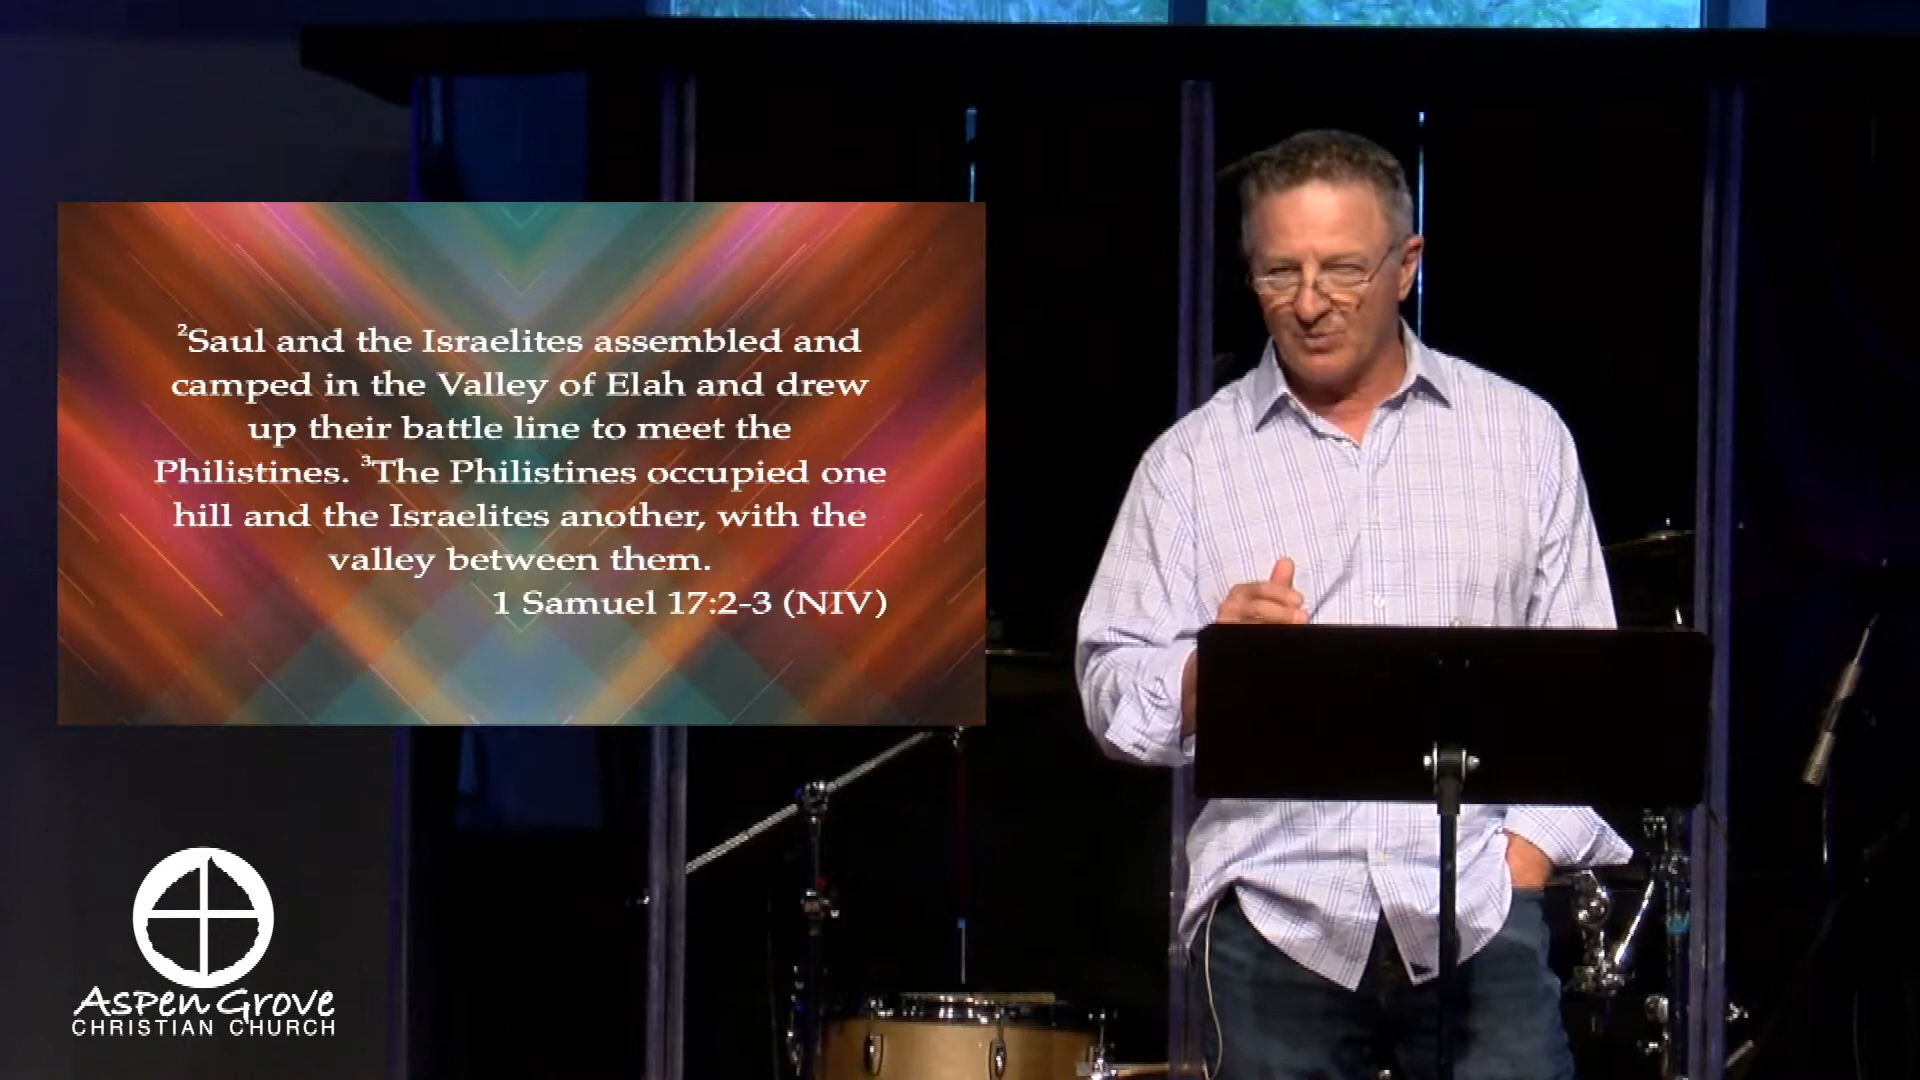 ²Saul and the Israelites assembled and
camped in the Valley of Elah and drew
up their battle line to meet the
Philistines. ³The Philistines occupied one
hill and the Israelites another, with the
valley between them.
1 Samuel 17:2-3 (NIV)
Aspen Grove
CHRISTIAN CHURCH